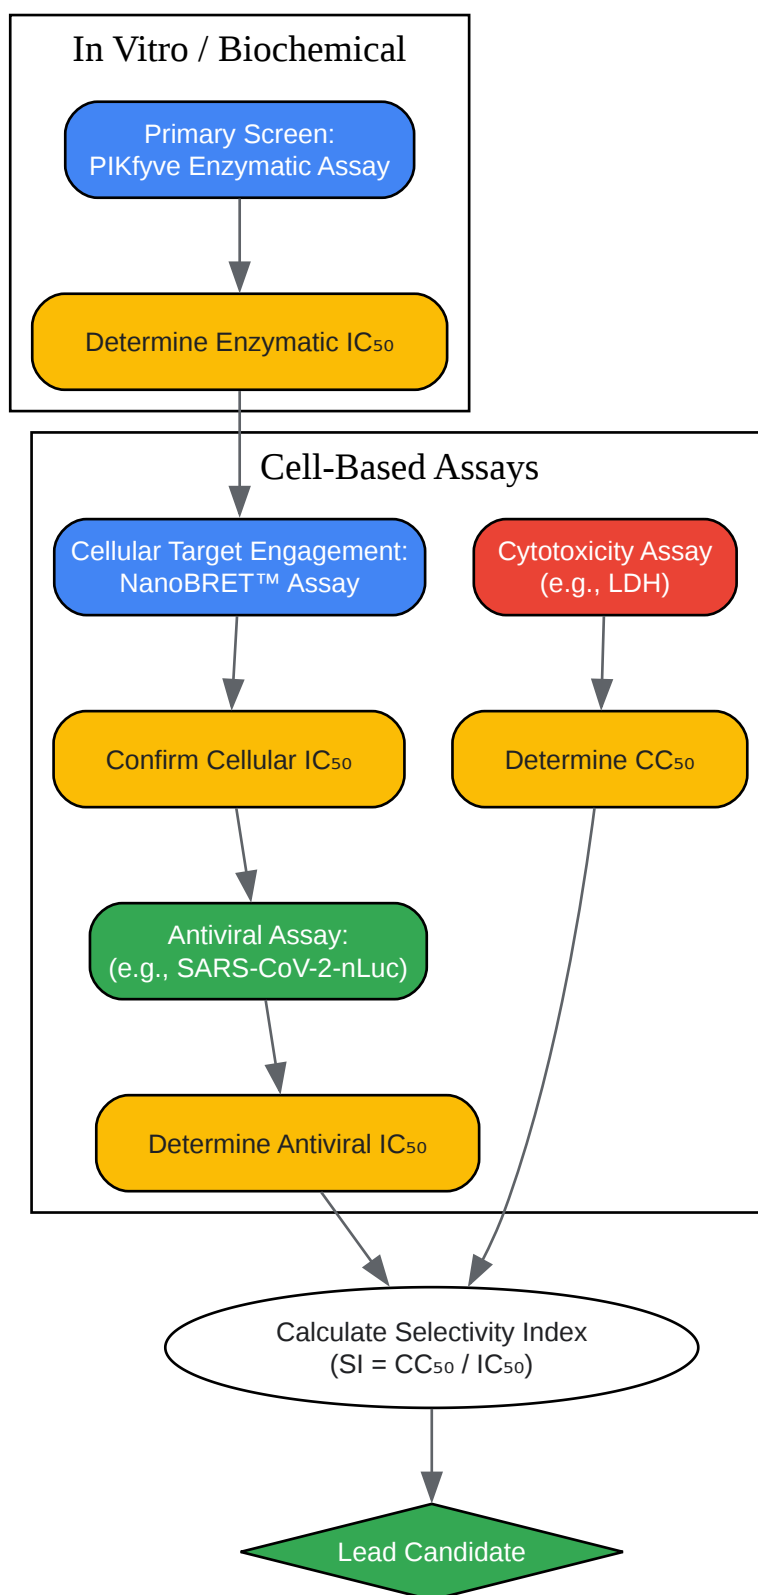 In Vitro / Biochemical
Primary Screen:
PIKfyve Enzymatic Assay
Determine Enzymatic IC₅₀
Cell-Based Assays
Cellular Target Engagement:
NanoBRET™ Assay
Cytotoxicity Assay
(e.g., LDH)
Confirm Cellular IC₅₀
Determine CC₅₀
Antiviral Assay:
(e.g., SARS-CoV-2-nLuc)
Determine Antiviral IC₅₀
Calculate Selectivity Index
(SI = CC₅₀ / IC₅₀)
Lead Candidate